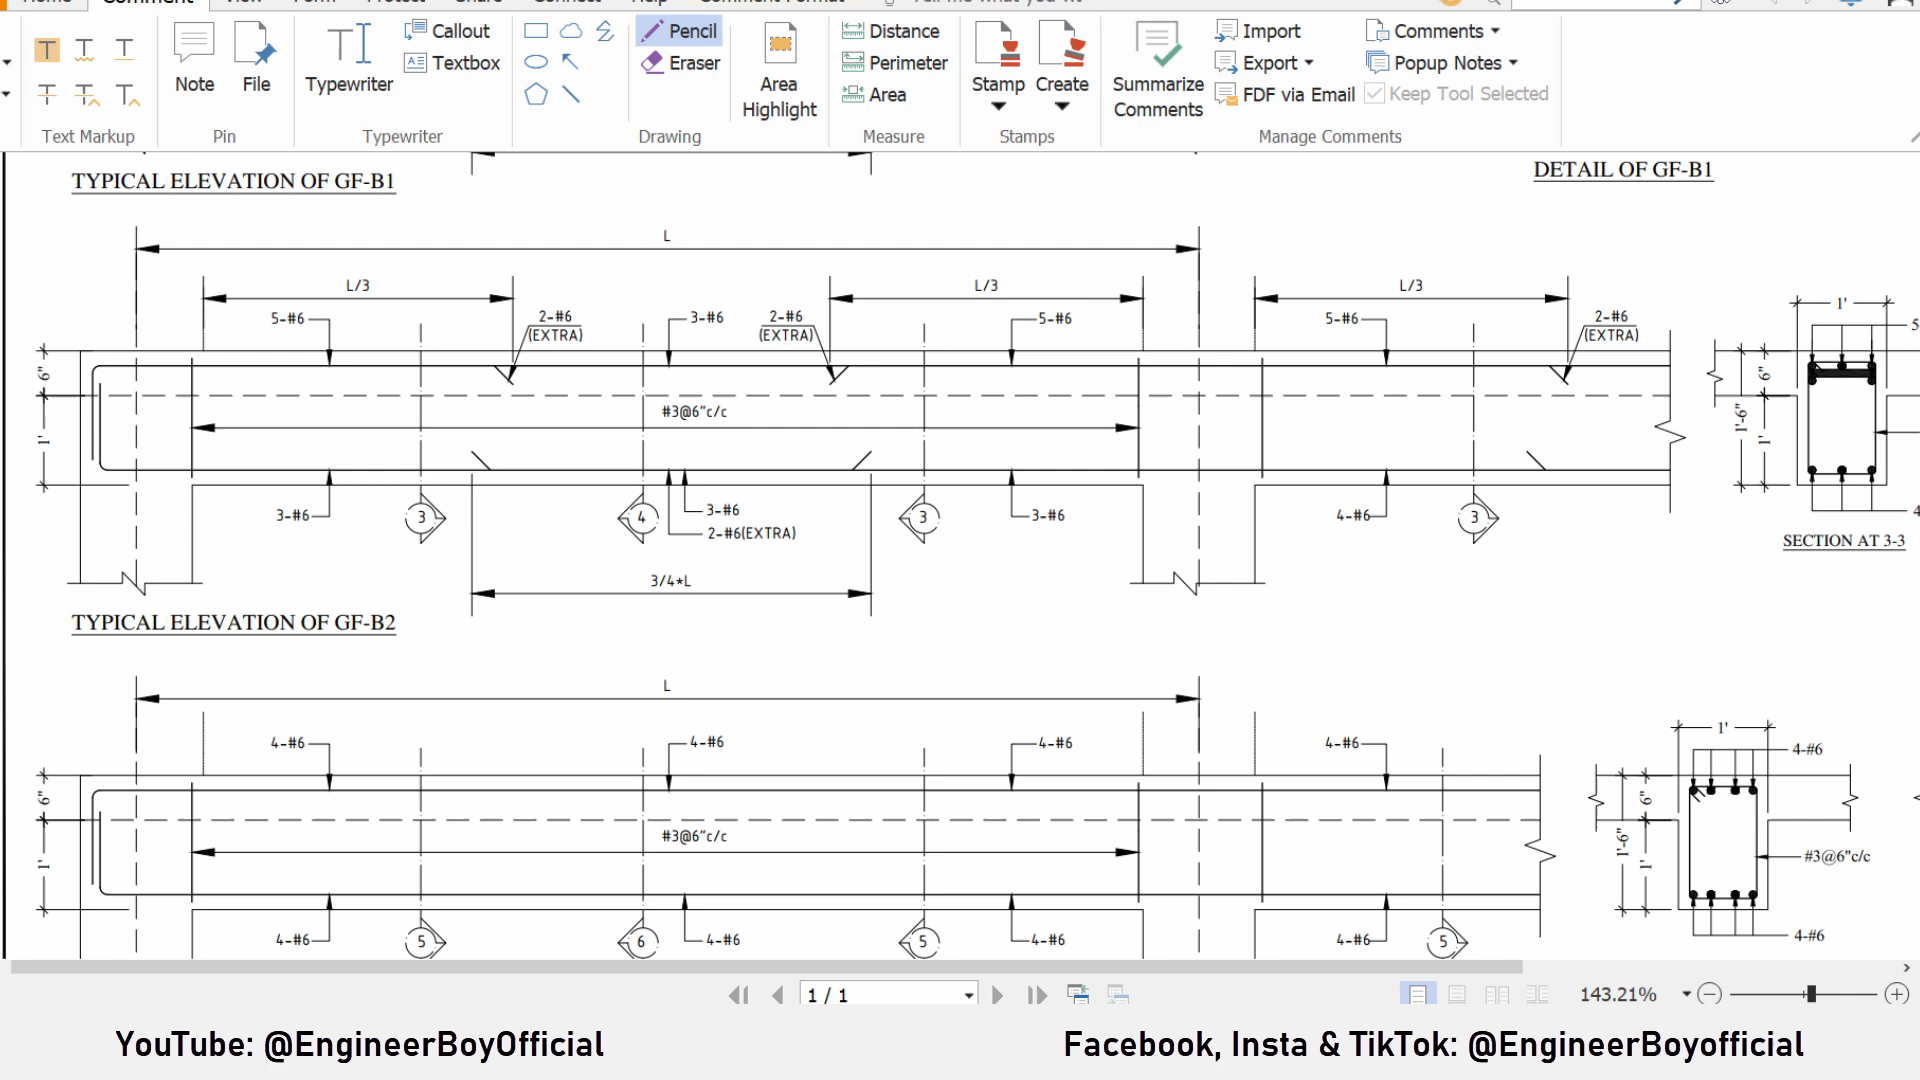 Note
File
Typewriter
Callout
Textbox
Pencil
Eraser
Area
Highlight
Distance
Perimeter
Area
Stamp
Create
Summarize
Comments
Import
Export
FDF via Email
Comments
Popup Notes
Keep Tool Selected
Text Markup
Pin
Typewriter
Drawing
Measure
Stamps
Manage Comments
TYPICAL ELEVATION OF GF-B1
DETAIL OF GF-B1
L
L/3
L/3
L/3
1'
5-#6
2-#6
(EXTRA)
3-#6
2-#6
(EXTRA)
5-#6
5-#6
2-#6
(EXTRA)
5
6"
1'
#3@6"c/c
1'-6"
6"
1'
3-#6
3
4
3-#6
2-#6(EXTRA)
3
3-#6
4-#6
3
4
SECTION AT 3-3
3/4*L
TYPICAL ELEVATION OF GF-B2
L
4-#6
4-#6
4-#6
4-#6
1'
4-#6
6"
1'
#3@6"c/c
1'-6"
6"
1'
#3@6"c/c
4-#6
5
6
4-#6
5
4-#6
4-#6
5
4-#6
1 / 1
143.21%
YouTube: @EngineerBoyOfficial
Facebook, Insta & TikTok: @EngineerBoyofficial